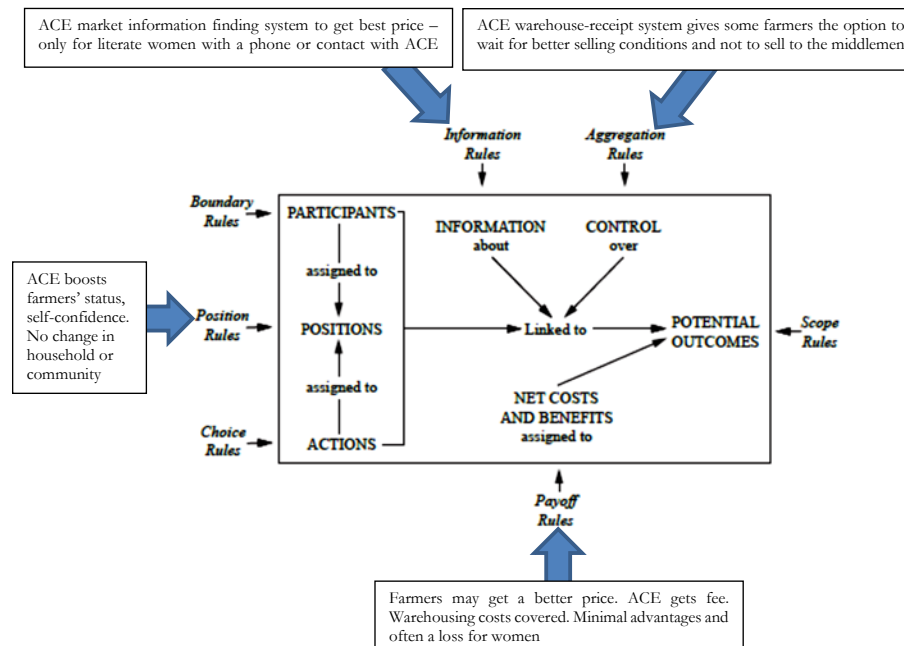 ACE market information finding system to get best price –
only for literate women with a phone or contact with ACE
ACE warehouse-receipt system gives some farmers the option to
wait for better selling conditions and not to sell to the middlemen
Information
Rules
Aggregation
Rules
Boundary
Rules
PARTICIPANTS
INFORMATION
about
CONTROL
over
assigned to
ACE boosts
farmers’ status,
self-confidence.
No change in
household or
community
Position
Rules
POSITIONS
Linked to
POTENTIAL
OUTCOMES
Scope
Rules
assigned to
NET COSTS
AND BENEFITS
assigned to
Choice
Rules
ACTIONS
Payoff
Rules
Farmers may get a better price. ACE gets fee.
Warehousing costs covered. Minimal advantages and
often a loss for women